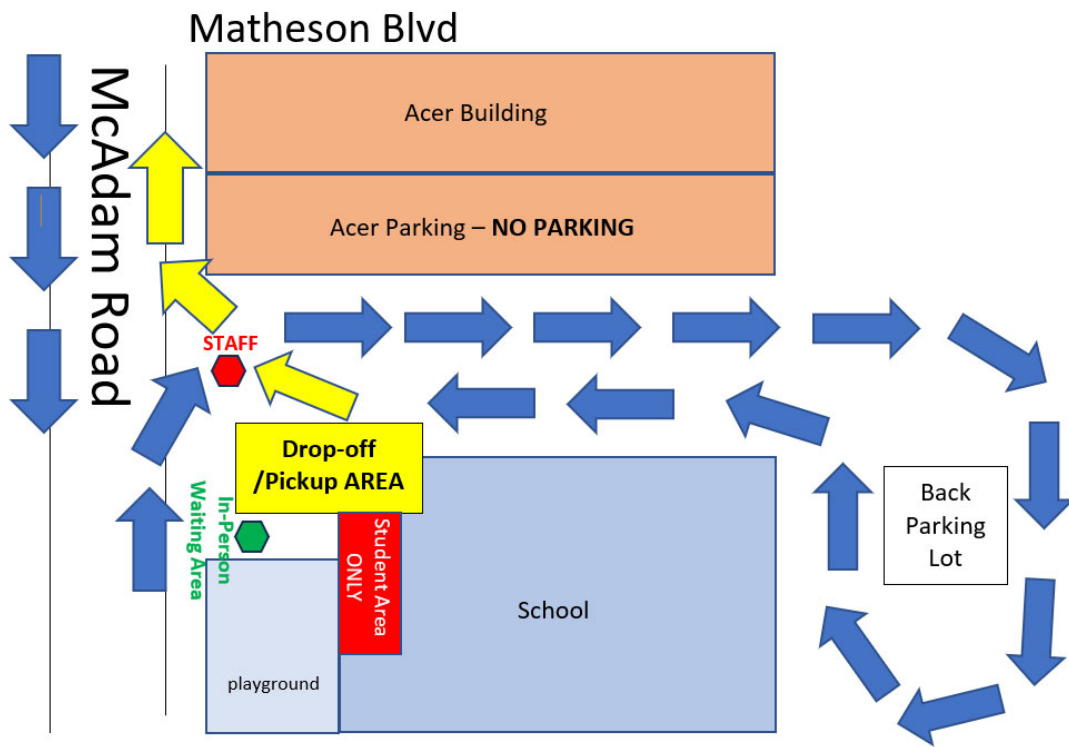 Matheson Blvd
McAdam Road
Acer Building
Acer Parking – NO PARKING
STAFF
Drop-off
/Pickup AREA
In-Person
Waiting Area
Student Area
ONLY
School
playground
Back
Parking
Lot